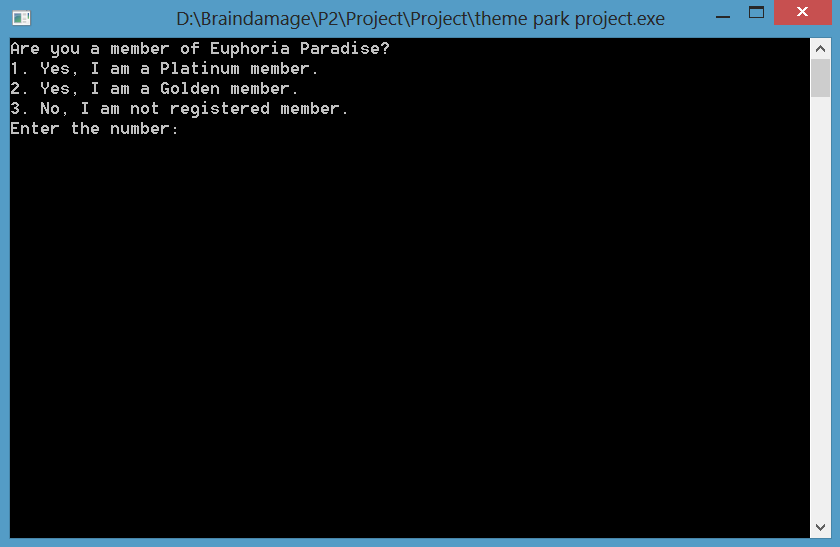 D:\Braindamage\P2\Project\Project\theme park project.exe
Are you a member of Euphoria Paradise?
1. Yes, I am a Platinum member.
2. Yes, I am a Golden member.
3. No, I am not registered member.
Enter the number: